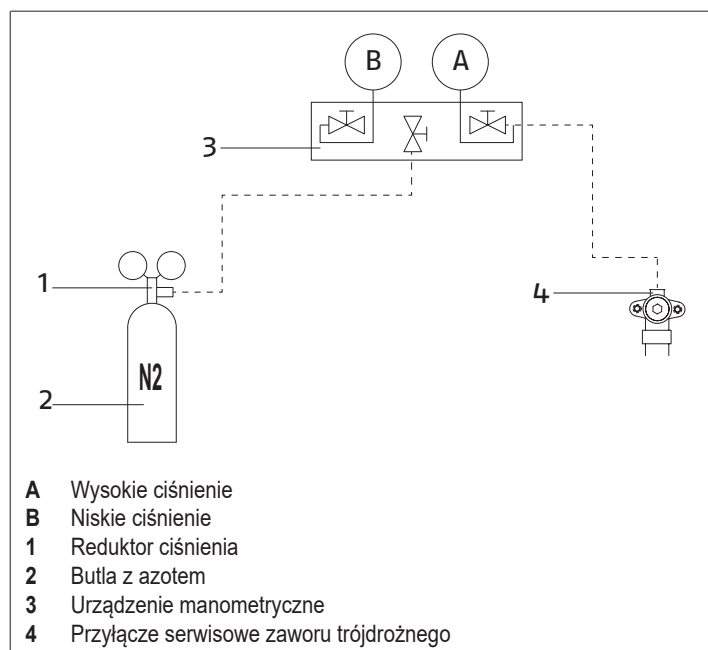 B A
3
1
4
N2
2
A Wysokie ciśnienie
B Niskie ciśnienie
1 Reduktor ciśnienia
2 Butla z azotem
3 Urządzenie manometryczne
4 Przyłącze serwisowe zaworu trójdrożnego